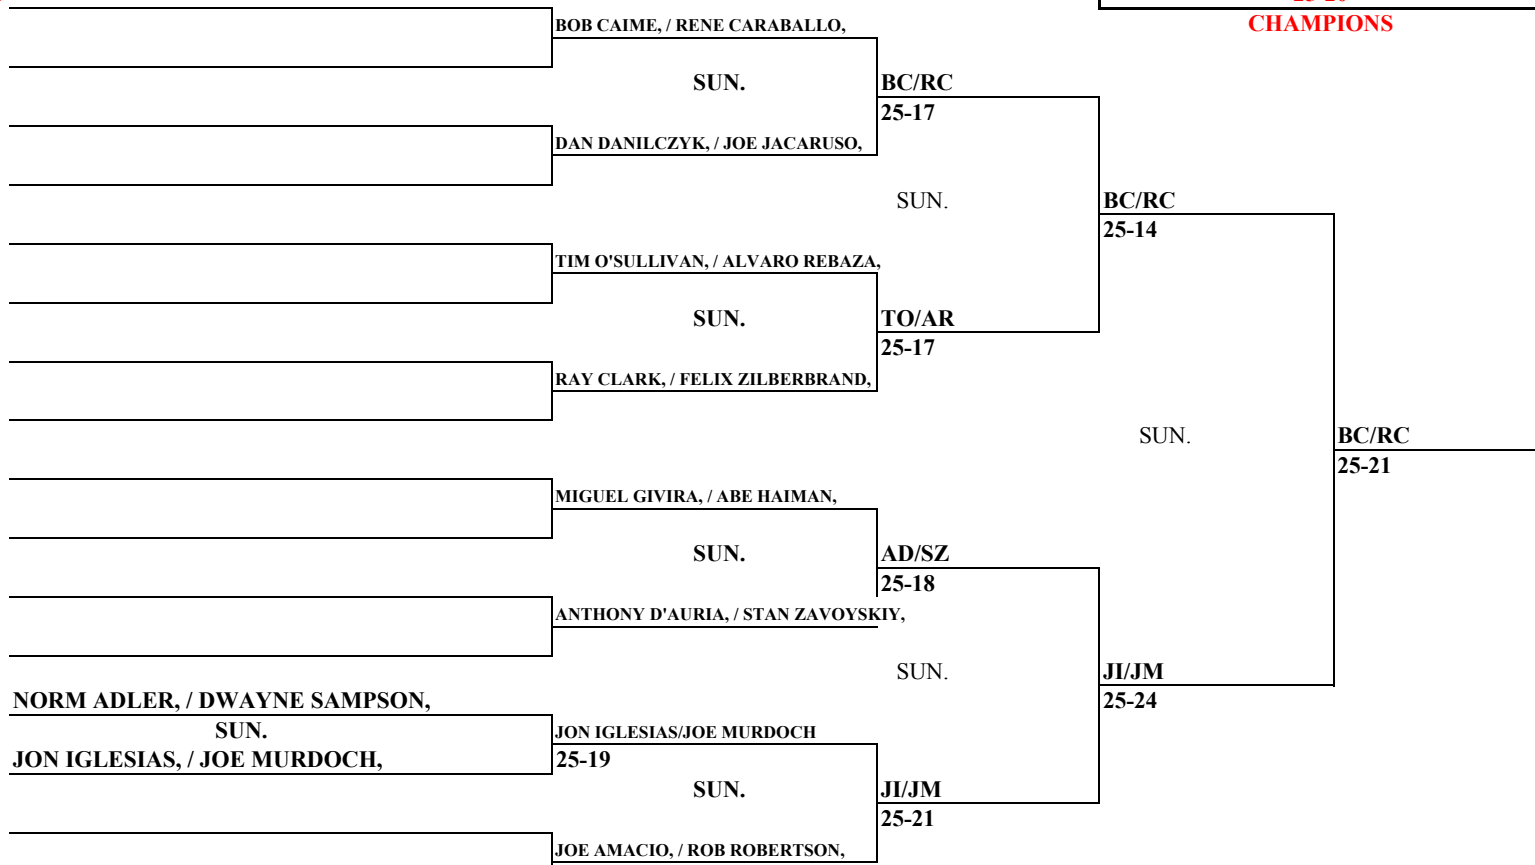 CHAMPIONS
BOB CAIME, / RENE CARABALLO,
SUN.
BC/RC
25-17
DAN DANILCZYK, / JOE JACARUSO,
SUN.
BC/RC
25-14
TIM O'SULLIVAN, / ALVARO REBAZA,
SUN.
TO/AR
25-17
RAY CLARK, / FELIX ZILBERBRAND,
SUN.
BC/RC
25-21
MIGUEL GIVIRA, / ABE HAIMAN,
SUN.
AD/SZ
25-18
ANTHONY D'AURIA, / STAN ZAVOYSKIY,
SUN.
JI/JM
25-24
NORM ADLER, / DWAYNE SAMPSON,
SUN.
JON IGLESIAS, / JOE MURDOCH,
JON IGLESIAS/JOE MURDOCH
25-19
SUN.
JI/JM
25-21
JOE AMACIO, / ROB ROBERTSON,